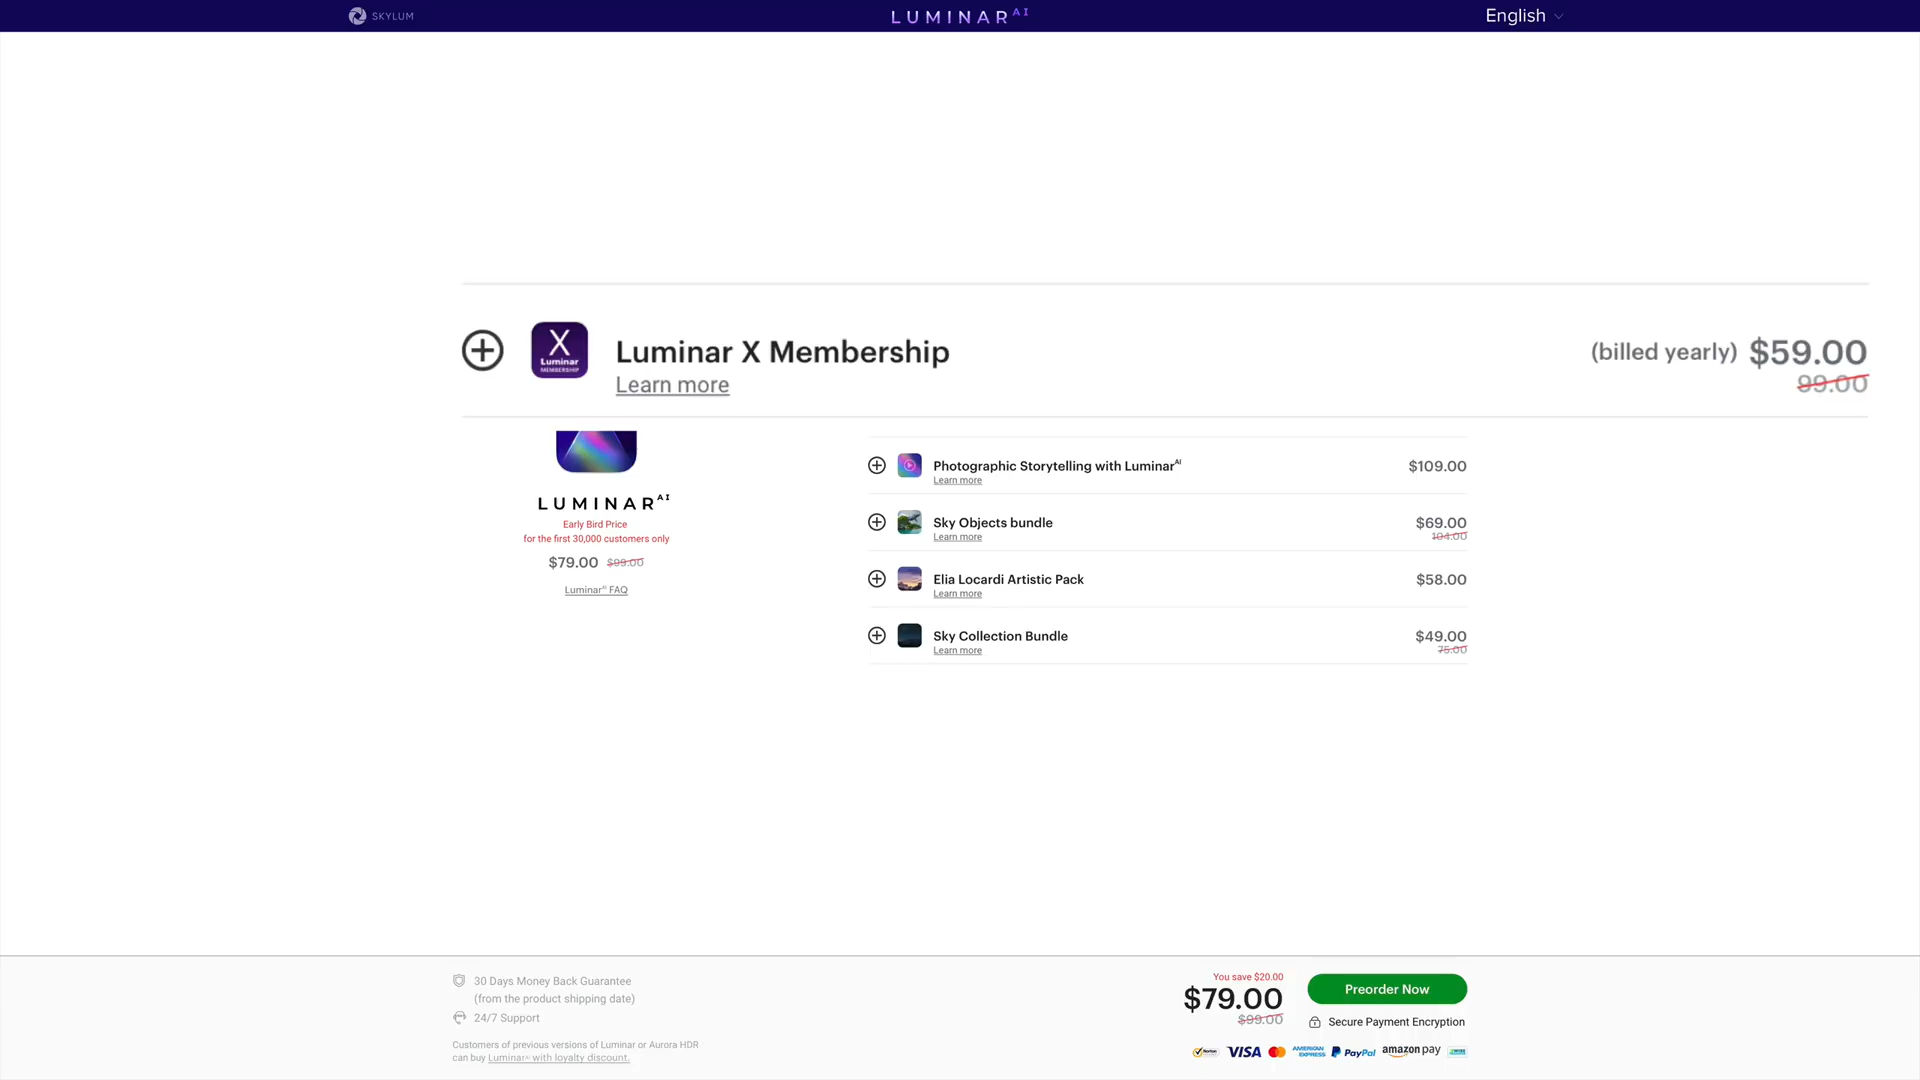 SKYLUM
LUMINAR AI
English
X
Luminar
MEMBERSHIP
Luminar X Membership
Learn more
(billed yearly) $59.00
99.00
LUMINAR AI
Early Bird Price
for the first 30,000 customers only
$79.00 $99.00
Luminar AI FAQ
Photographic Storytelling with Luminar AI
Learn more
$109.00
Sky Objects bundle
Learn more
$69.00
104.00
Elia Locardi Artistic Pack
Learn more
$58.00
Sky Collection Bundle
Learn more
$49.00
75.00
30 Days Money Back Guarantee
(from the product shipping date)
24/7 Support
Customers of previous versions of Luminar or Aurora HDR
can buy Luminar AI with loyalty discount.
You save $20.00
$79.00
$99.00
Preorder Now
Secure Payment Encryption
Norton VISA AMERICAN EXPRESS PayPal amazon pay